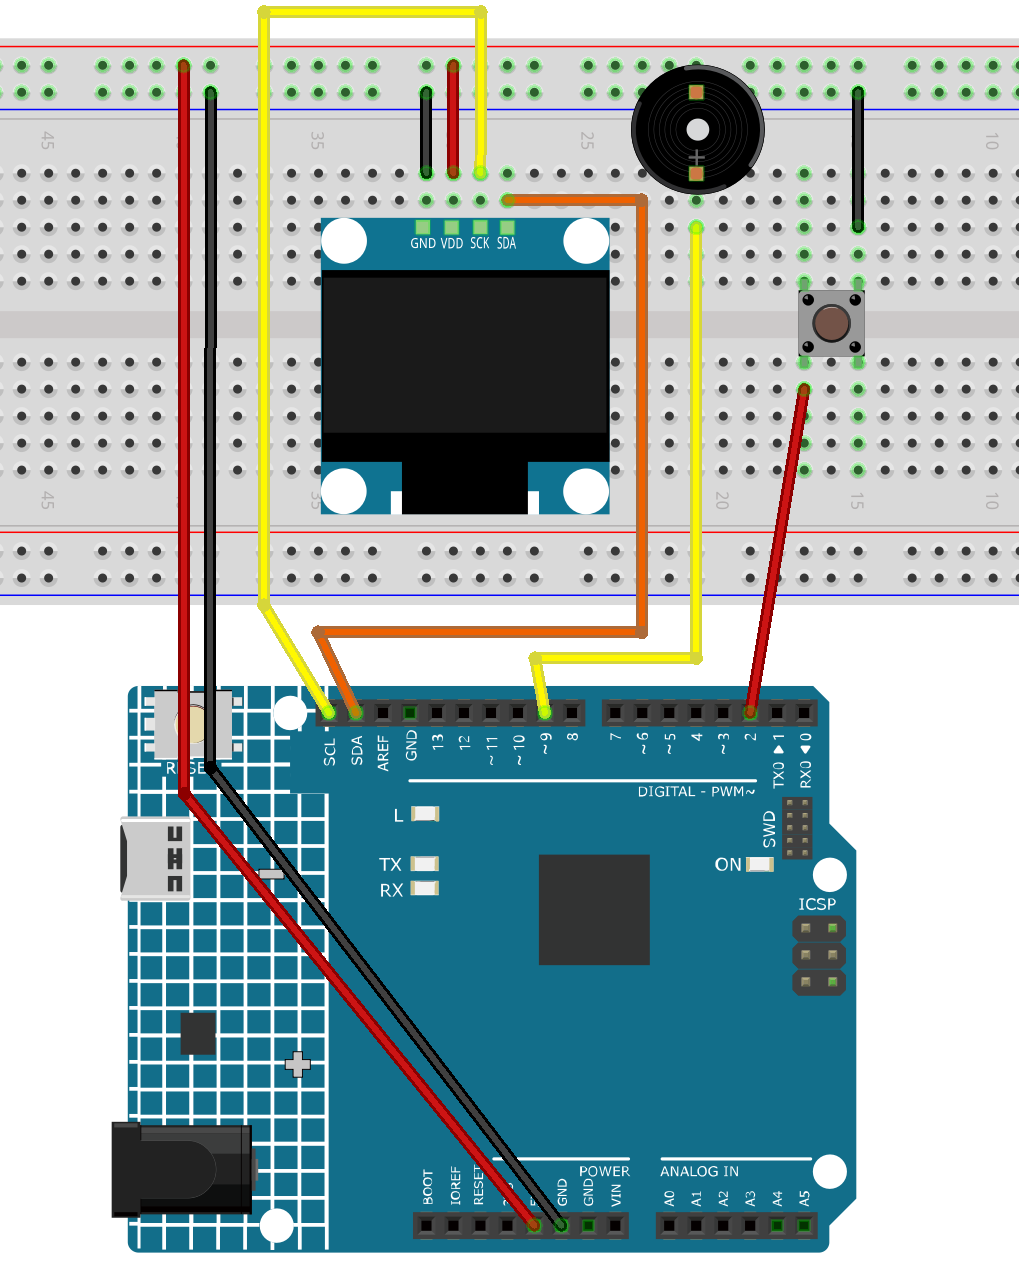 45
35
25
10
+
GND VDD SCK SDA
45
35
20
15
10
SCL
SDA
AREF
GND
13
12
~11
~10
~9
8
7
~6
~5
4
~3
2
TX0 ▶ 1
RX0 ◀ 0
DIGITAL - PWM~
L
TX
RX
ON
SWD
ICSP
POWER
ANALOG IN
BOOT
IOREF
RESET
GND
GND
VIN
A0
A1
A2
A3
A4
A5